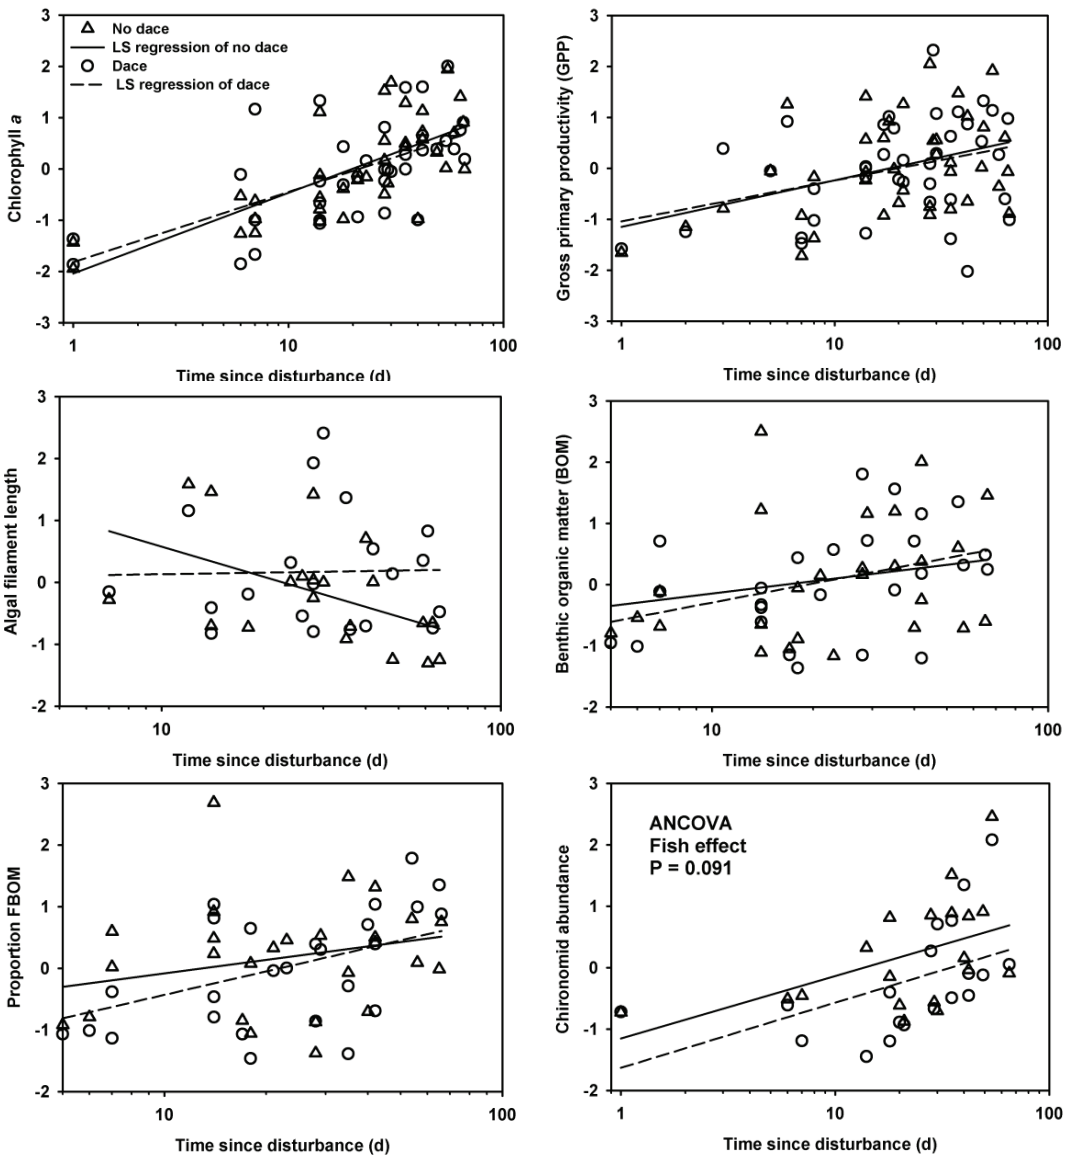 3
2
1
0
-1
-2
-3
Chlorophyll a
No dace
LS regression of no dace
Dace
LS regression of dace
1
10
100
Time since disturbance (d)
3
2
1
0
-1
-2
-3
Gross primary productivity (GPP)
1
10
100
Time since disturbance (d)
3
2
1
0
-1
-2
Algal filament length
10
100
Time since disturbance (d)
3
2
1
0
-1
-2
Benthic organic matter (BOM)
10
100
Time since disturbance (d)
3
2
1
0
-1
-2
Proportion FBOM
10
100
Time since disturbance (d)
3
2
1
0
-1
-2
Chironomid abundance
ANCOVA
Fish effect
P = 0.091
1
10
100
Time since disturbance (d)